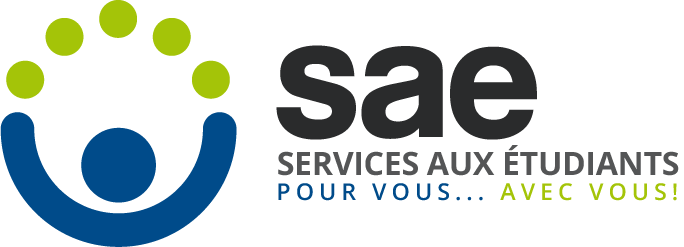 sae
SERVICES AUX ÉTUDIANTS
POUR VOUS... AVEC VOUS!